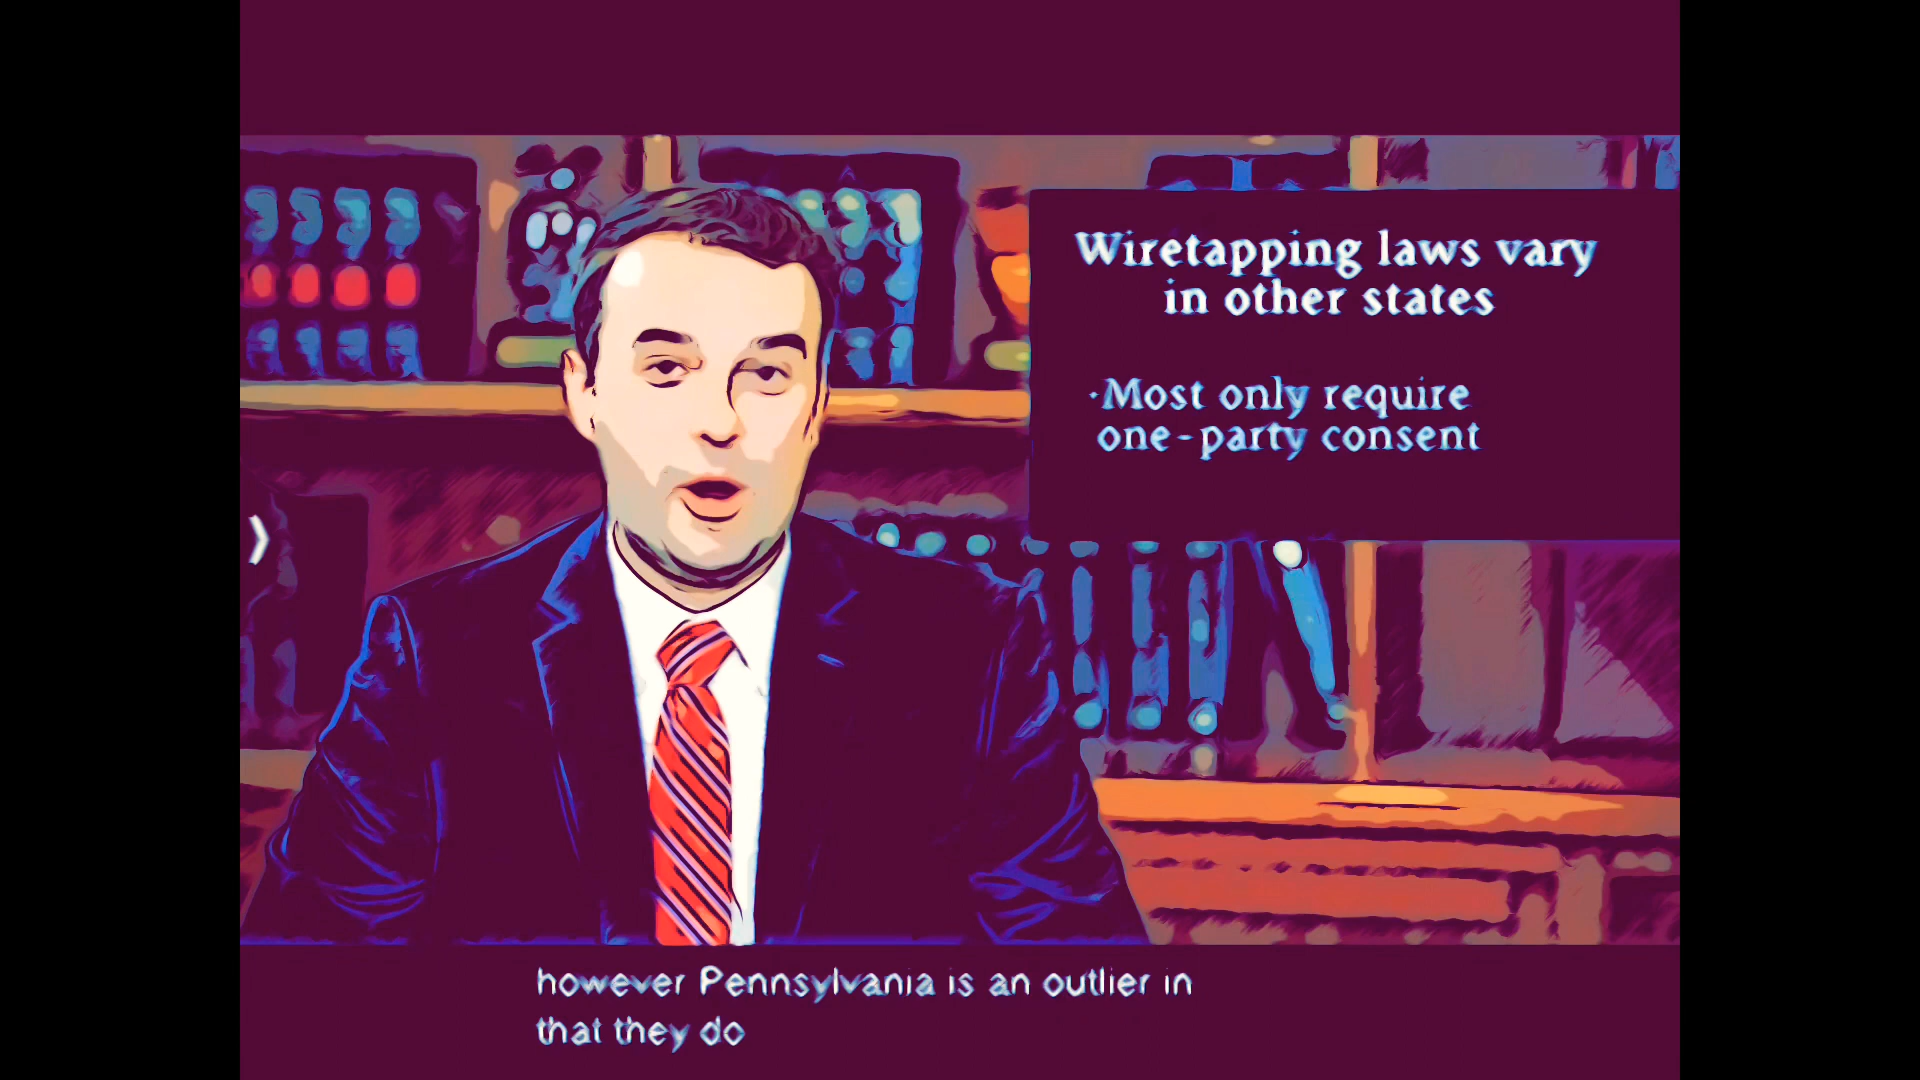 Wiretapping laws vary
in other states
·Most only require
one-party consent
however Pennsylvania is an outlier in
that they do